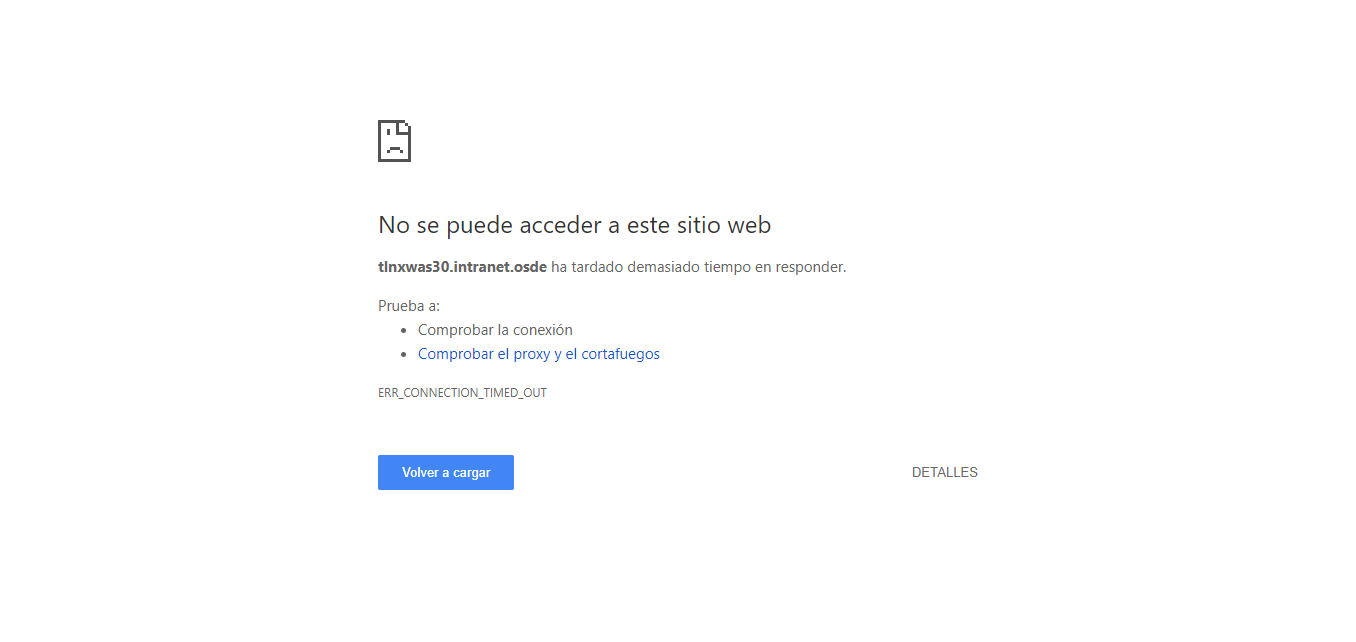 No se puede acceder a este sitio web
tlnxwas30.intranet.osde ha tardado demasiado tiempo en responder.
Prueba a:
Comprobar la conexión
Comprobar el proxy y el cortafuegos
ERR_CONNECTION_TIMED_OUT
Volver a cargar
DETALLES